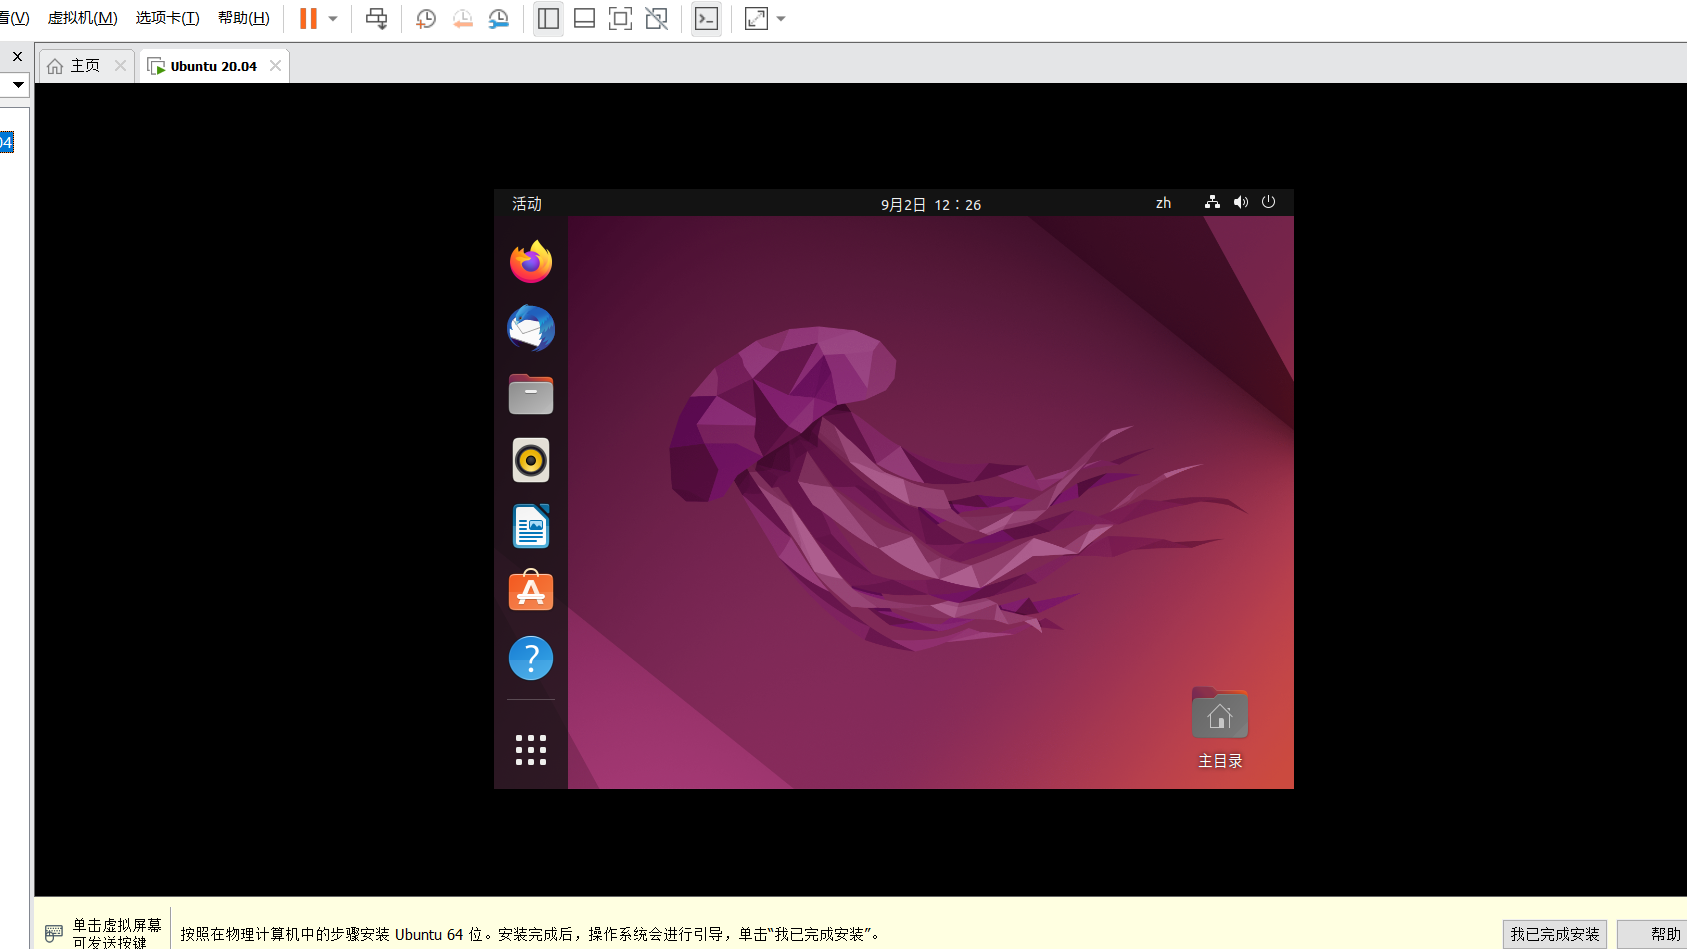 看(V) 虚拟机(M) 选项卡(T) 帮助(H)
主页 Ubuntu 20.04
04
活动 9月2日 12：26 zh
主目录
单击虚拟屏幕
可发送按键
按照在物理计算机中的步骤安装 Ubuntu 64 位。安装完成后，操作系统会进行引导，单击“我已完成安装”。
我已完成安装 帮助